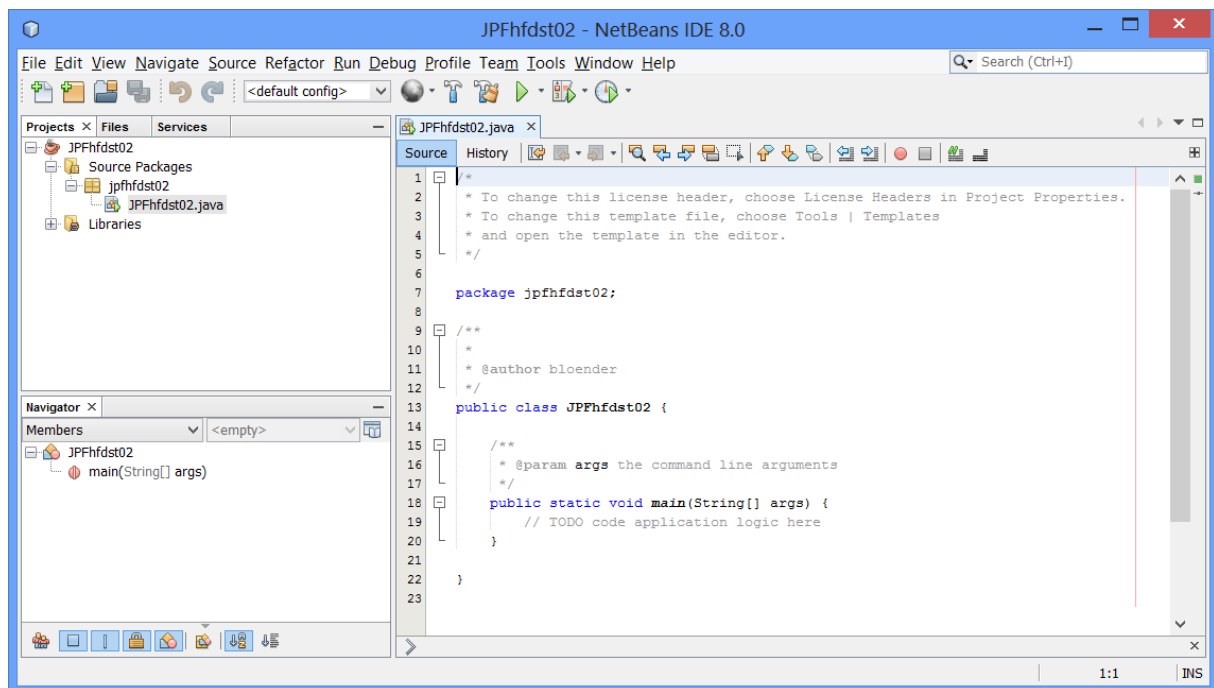 JPFhfdst02 - NetBeans IDE 8.0
File Edit View Navigate Source Refactor Run Debug Profile Team Tools Window Help
Search (Ctrl+I)
<default config>
Projects Files Services
JPFhfdst02
Source Packages
jpfhfdst02
JPFhfdst02.java
Libraries
Navigator
Members <empty>
JPFhfdst02
main(String[] args)
JPFhfdst02.java
Source History
1 /*
2 * To change this license header, choose License Headers in Project Properties.
3 * To change this template file, choose Tools | Templates
4 * and open the template in the editor.
5 */
6
7 package jpfhfdst02;
8
9 /**
10 *
11 * @author bloender
12 */
13 public class JPFhfdst02 {
14
15 /**
16 * @param args the command line arguments
17 */
18 public static void main(String[] args) {
19 // TODO code application logic here
20 }
21
22 }
23
1:1 INS